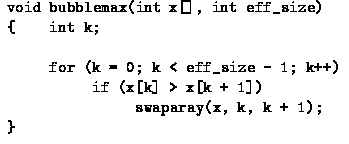 void bubblemax(int x[], int eff_size)
{    int k;
     for (k = 0; k < eff_size - 1; k++)
          if (x[k] > x[k + 1])
               swaparay(x, k, k + 1);
}